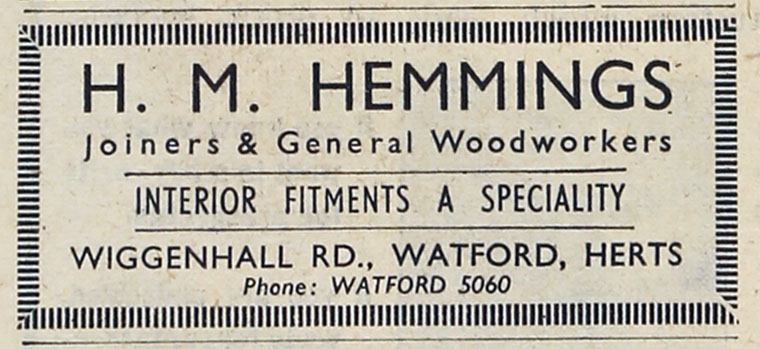 H. M. HEMMINGS
Joiners & General Woodworkers
INTERIOR FITMENTS A SPECIALITY
WIGGENHALL RD., WATFORD, HERTS
Phone: WATFORD 5060